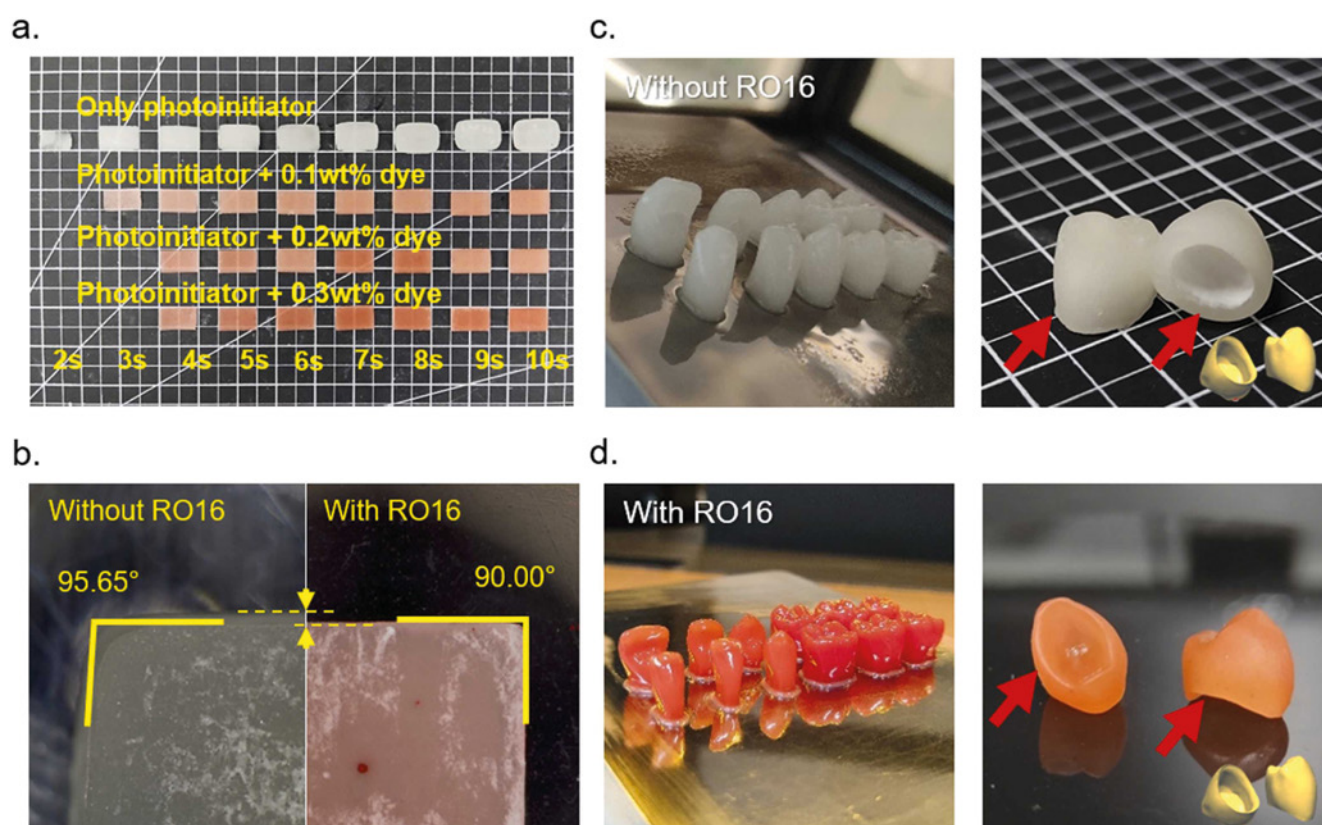 a.
Only photoinitiator
Photoinitiator + 0.1wt% dye
Photoinitiator + 0.2wt% dye
Photoinitiator + 0.3wt% dye
2s 3s 4s 5s 6s 7s 8s 9s 10s
b.
Without RO16
With RO16
95.65°
90.00°
c.
Without RO16
d.
With RO16